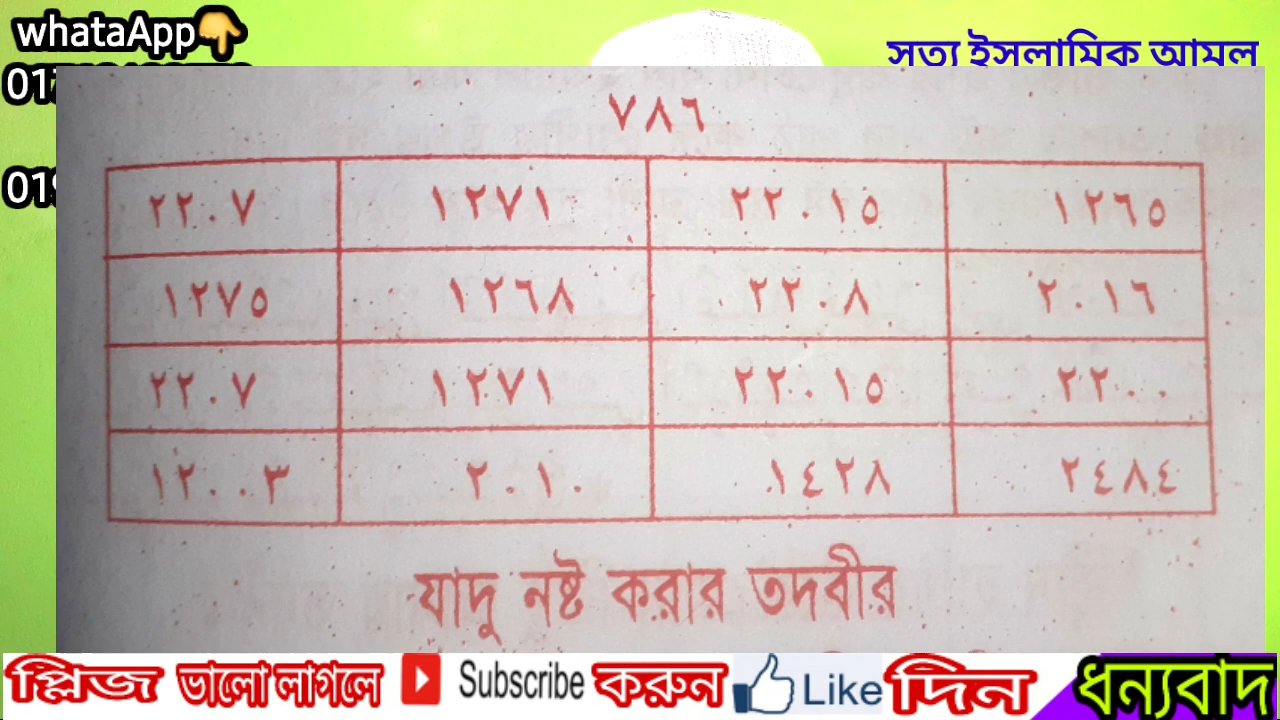 whataApp👇
সত্য ইসলামিক আমল
٧٨٦
٢٢٠٧ ١٢٧١ ٢٢٠١٥ ١٢٦٥
١٢٧٥ ١٢٦٨ ٢٢٠٨ ٢٠١٦
٢٢٠٧ ١٢٧١ ٢٢٠١٥ ٢٢٠٠
١٢٠٠٣ ٢٠١٠ ١٤٢٨ ٢٤٨٤
যাদু নষ্ট করার তদবীর
প্লিজ ভালো লাগলে Subscribe করুন Like দিন ধন্যবাদ